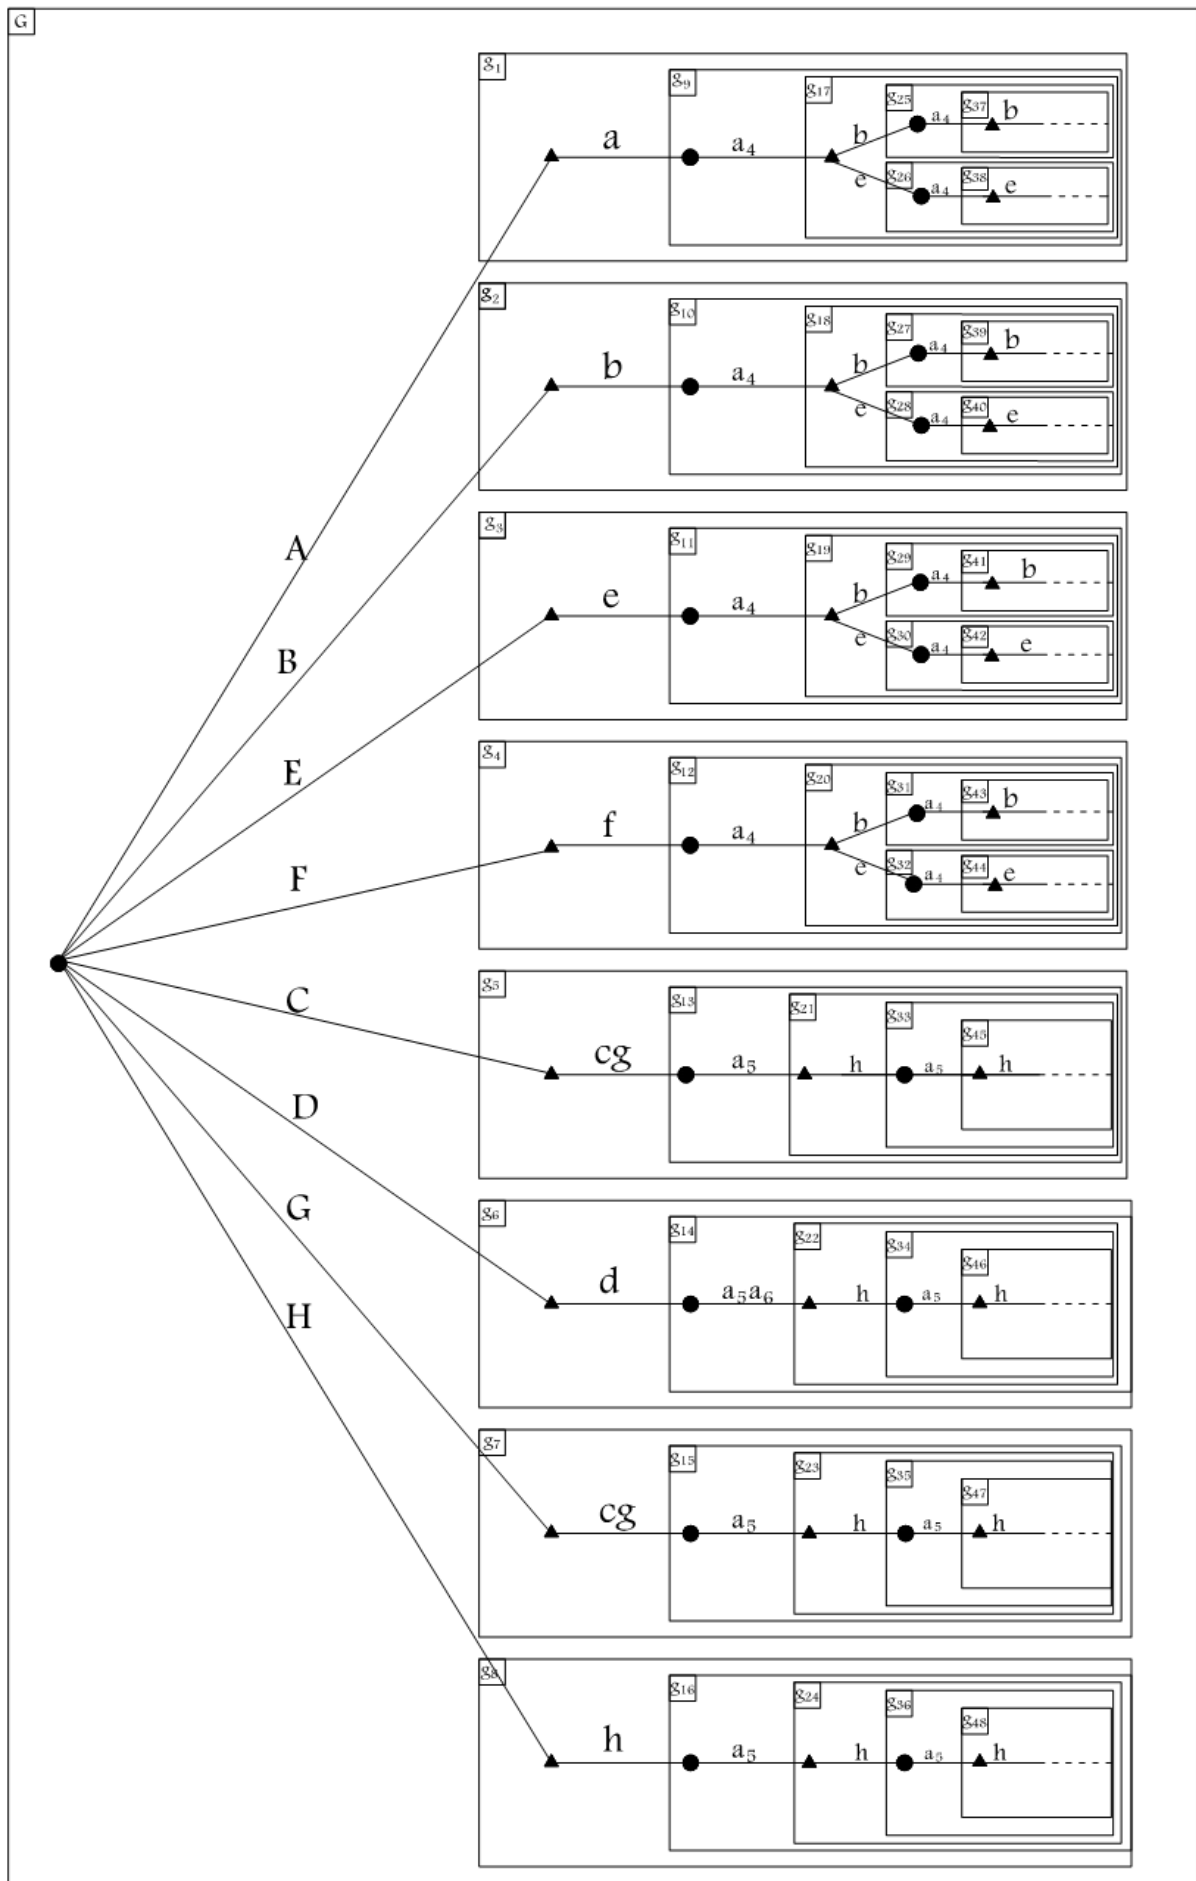 G
g₁ g₉ g₁₇ g₂₅ g₃₇ b
a a₄ b a₄
e g₂₆ a₄ g₃₈ e
g₂ g₁₀ g₁₈ g₂₇ g₃₉ b
b a₄ b a₄
e g₂₈ a₄ g₄₀ e
A
g₃ g₁₁ g₁₉ g₂₉ g₄₁ b
e a₄ b a₄
e g₃₀ a₄ g₄₂ e
B
E
g₄ g₁₂ g₂₀ g₃₁ g₄₃ b
f a₄ b a₄
e g₃₂ a₄ g₄₄ e
F
C
g₅ g₁₃ g₂₁ g₃₃ g₄₅
cg a₅ h a₅ h
D
G
g₆ g₁₄ g₂₂ g₃₄ g₄₆
d a₅a₆ h a₅ h
H
g₇ g₁₅ g₂₃ g₃₅ g₄₇
cg a₅ h a₅ h
g₈ g₁₆ g₂₄ g₃₆ g₄₈
h a₅ h a₅ h